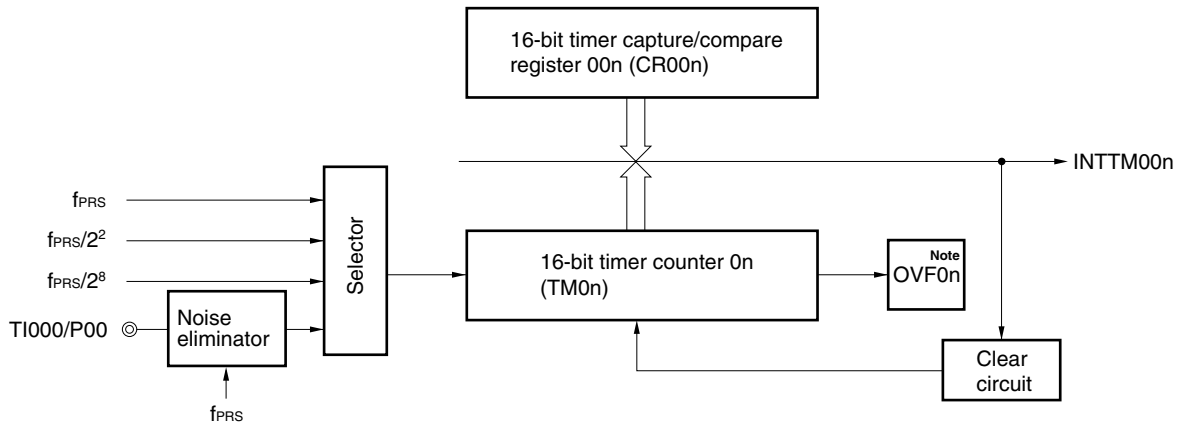 16-bit timer capture/compare
register 00n (CR00n)
INTTM00n
fPRS
fPRS/2²
fPRS/2⁸
TI000/P00
Noise
eliminator
fPRS
Selector
16-bit timer counter 0n
(TM0n)
Note
OVF0n
Clear
circuit